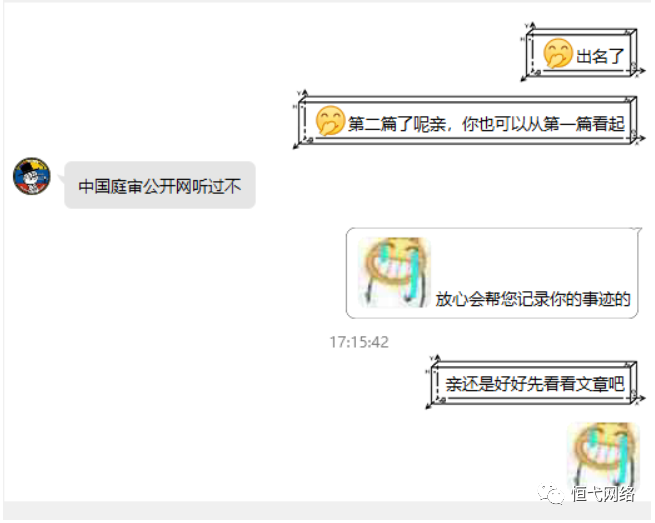 出名了
第二篇了呢亲，你也可以从第一篇看起
中国庭审公开网听过不
放心会帮您记录你的事迹的
17:15:42
亲还是好好先看看文章吧
恒弋网络